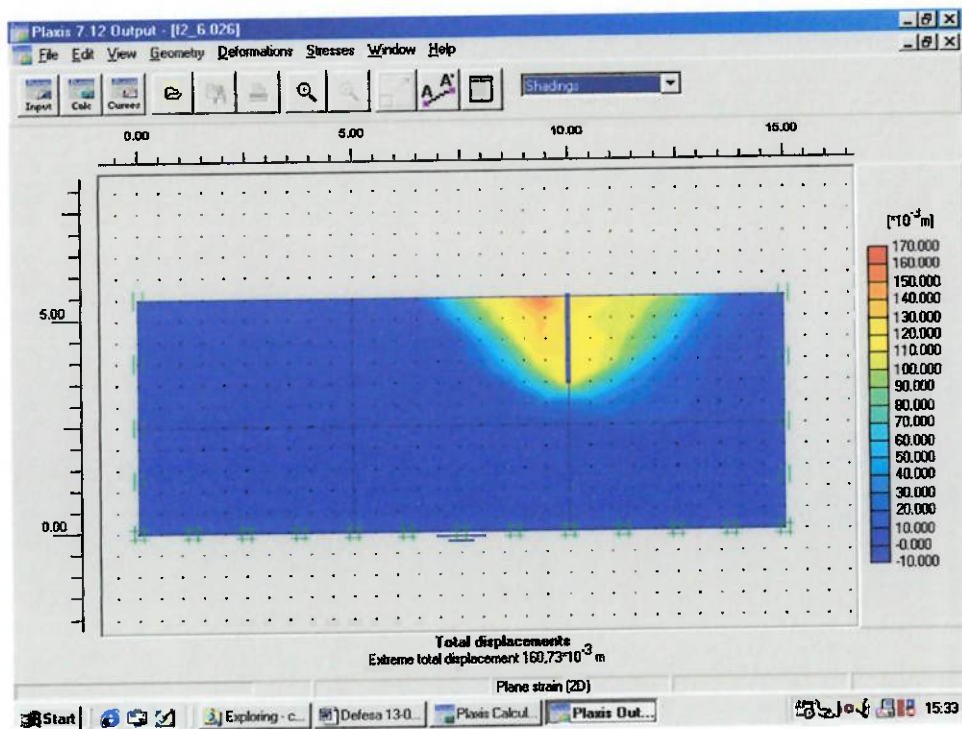 Plaxis 7.12 Output - [f2_6.026]
File Edit View Geometry Deformations Stresses Window Help
Input Calc Curves Shadings
0.00 5.00 10.00 15.00
[*10⁻³m]
170.000
160.000
150.000
140.000
130.000
120.000
110.000
100.000
90.000
80.000
70.000
60.000
50.000
40.000
30.000
20.000
10.000
-0.000
-10.000
5.00
0.00
Total displacements
Extreme total displacement 160,73*10⁻³ m
Plane strain (2D)
Start Exploring - c... Defesa 13-0... Plaxis Calcul... Plaxis Out... 15:33